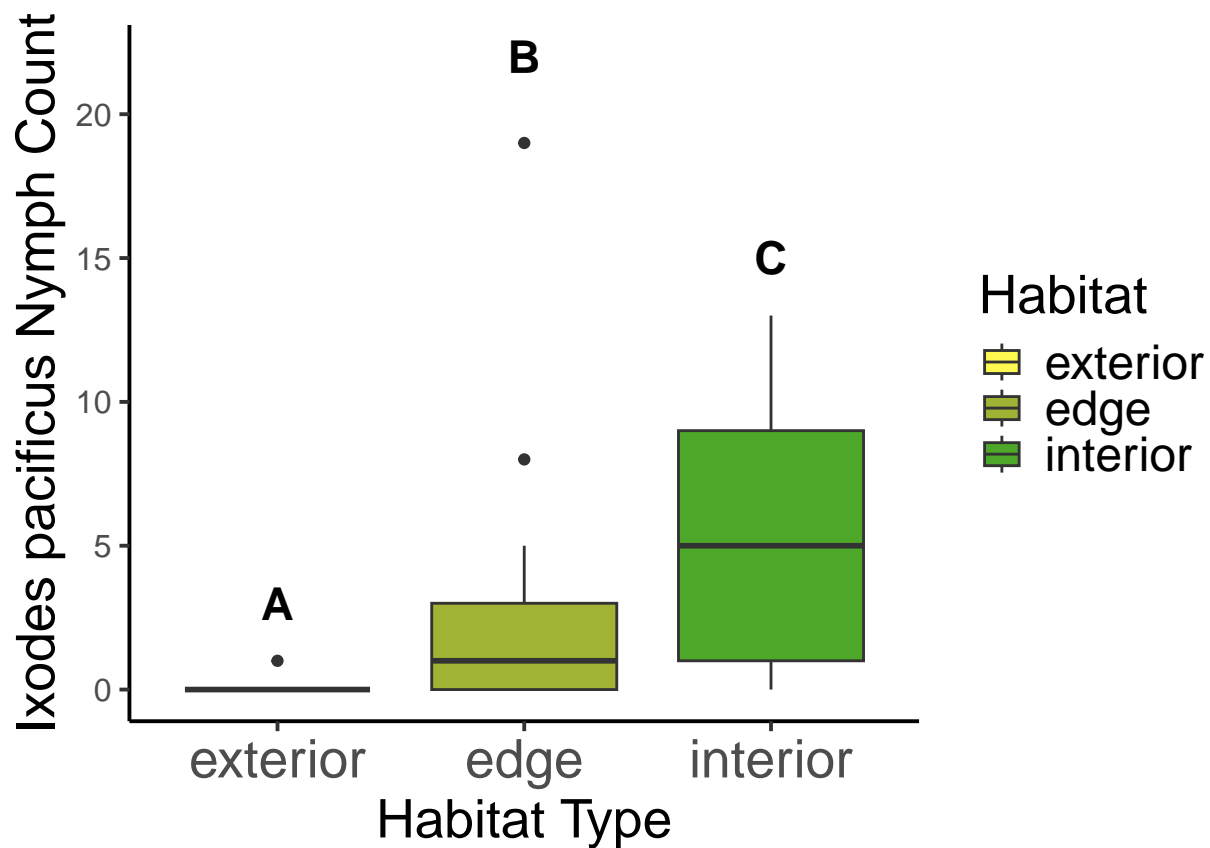 Ixodes pacificus Nymph Count
20
15
10
5
0
A
B
C
exterior
edge
interior
Habitat Type
Habitat
exterior
edge
interior